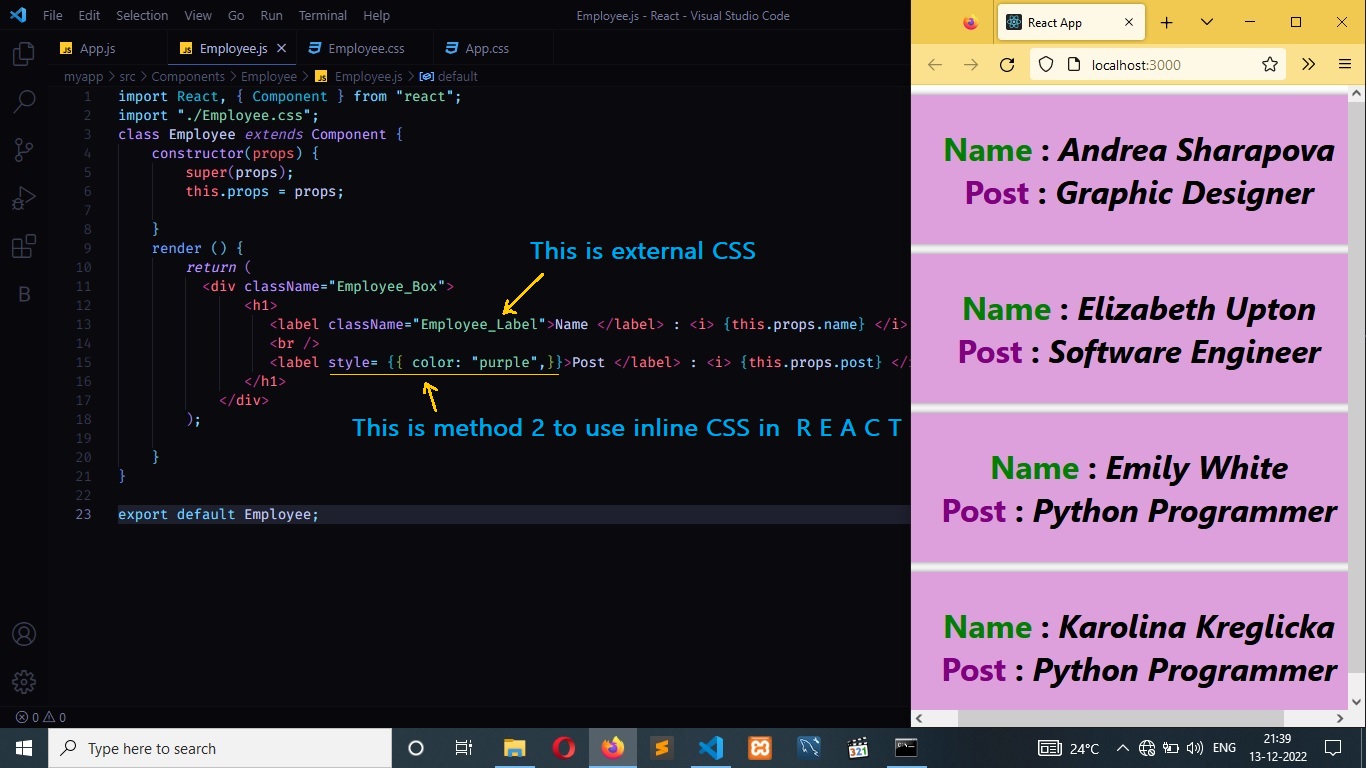 File Edit Selection View Go Run Terminal Help Employee.js - React - Visual Studio Code
App.js Employee.js Employee.css App.css
myapp > src > Components > Employee > Employee.js > default
1 import React, { Component } from "react";
2 import "./Employee.css";
3 class Employee extends Component {
4 constructor(props) {
5 super(props);
6 this.props = props;
7
8 }
9 render () {
10 return (
11 <div className="Employee_Box">
12 <h1>
13 <label className="Employee_Label">Name </label> : <i> {this.props.name} </i>
14 <br />
15 <label style= {{ color: "purple",}}>Post </label> : <i> {this.props.post} </i
16 </h1>
17 </div>
18 );
19
20 }
21 }
22
23 export default Employee;
This is external CSS
This is method 2 to use inline CSS in R E A C T
0 0
React App
localhost:3000
Name : Andrea Sharapova
Post : Graphic Designer
Name : Elizabeth Upton
Post : Software Engineer
Name : Emily White
Post : Python Programmer
Name : Karolina Kreglicka
Post : Python Programmer
Type here to search
321
24°C
ENG
21:39
13-12-2022